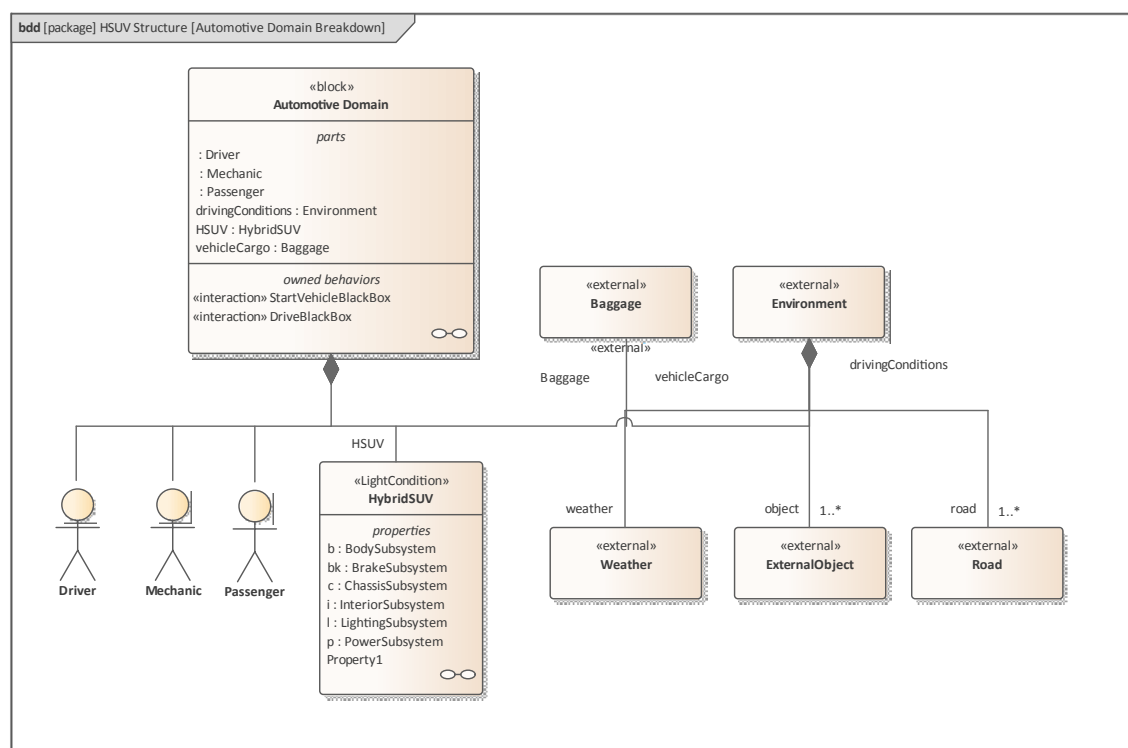 bdd [package] HSUV Structure [Automotive Domain Breakdown]
«block»
Automotive Domain
parts
: Driver
: Mechanic
: Passenger
drivingConditions : Environment
HSUV : HybridSUV
vehicleCargo : Baggage
owned behaviors
«interaction» StartVehicleBlackBox
«interaction» DriveBlackBox
«external»
Baggage
«external»
Environment
«external»
Baggage
vehicleCargo
drivingConditions
HSUV
Driver
Mechanic
Passenger
«LightCondition»
HybridSUV
properties
b : BodySubsystem
bk : BrakeSubsystem
c : ChassisSubsystem
i : InteriorSubsystem
l : LightingSubsystem
p : PowerSubsystem
Property1
weather
object
1..*
road
1..*
«external»
Weather
«external»
ExternalObject
«external»
Road